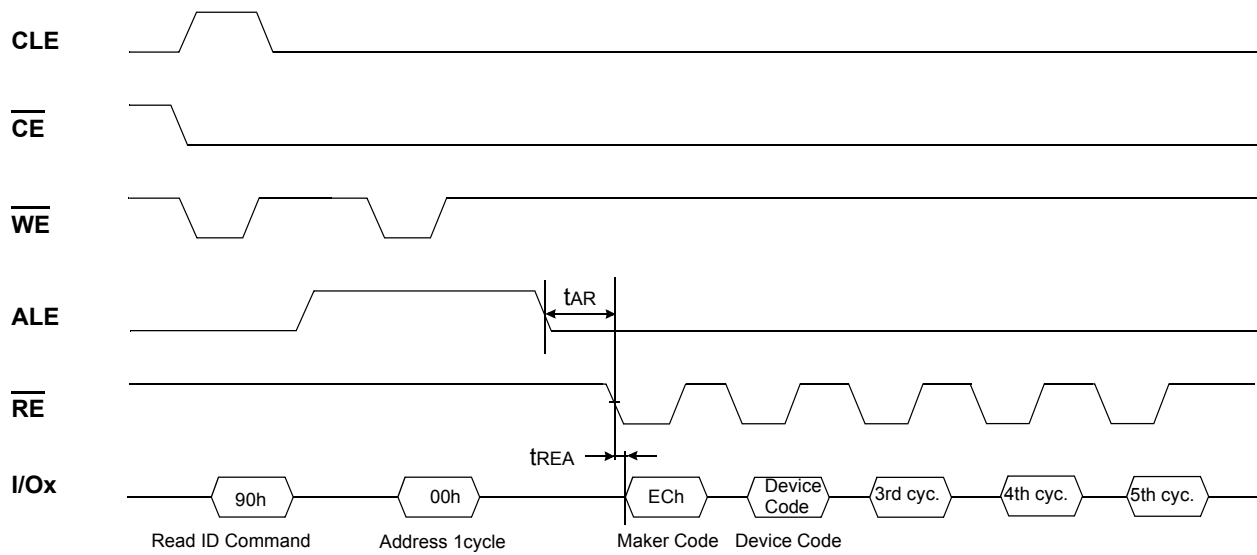 CLE
CE
WE
ALE
tAR
RE
tREA
I/Ox
90h
00h
ECh
Device
Code
3rd cyc.
4th cyc.
5th cyc.
Read ID Command
Address 1cycle
Maker Code
Device Code